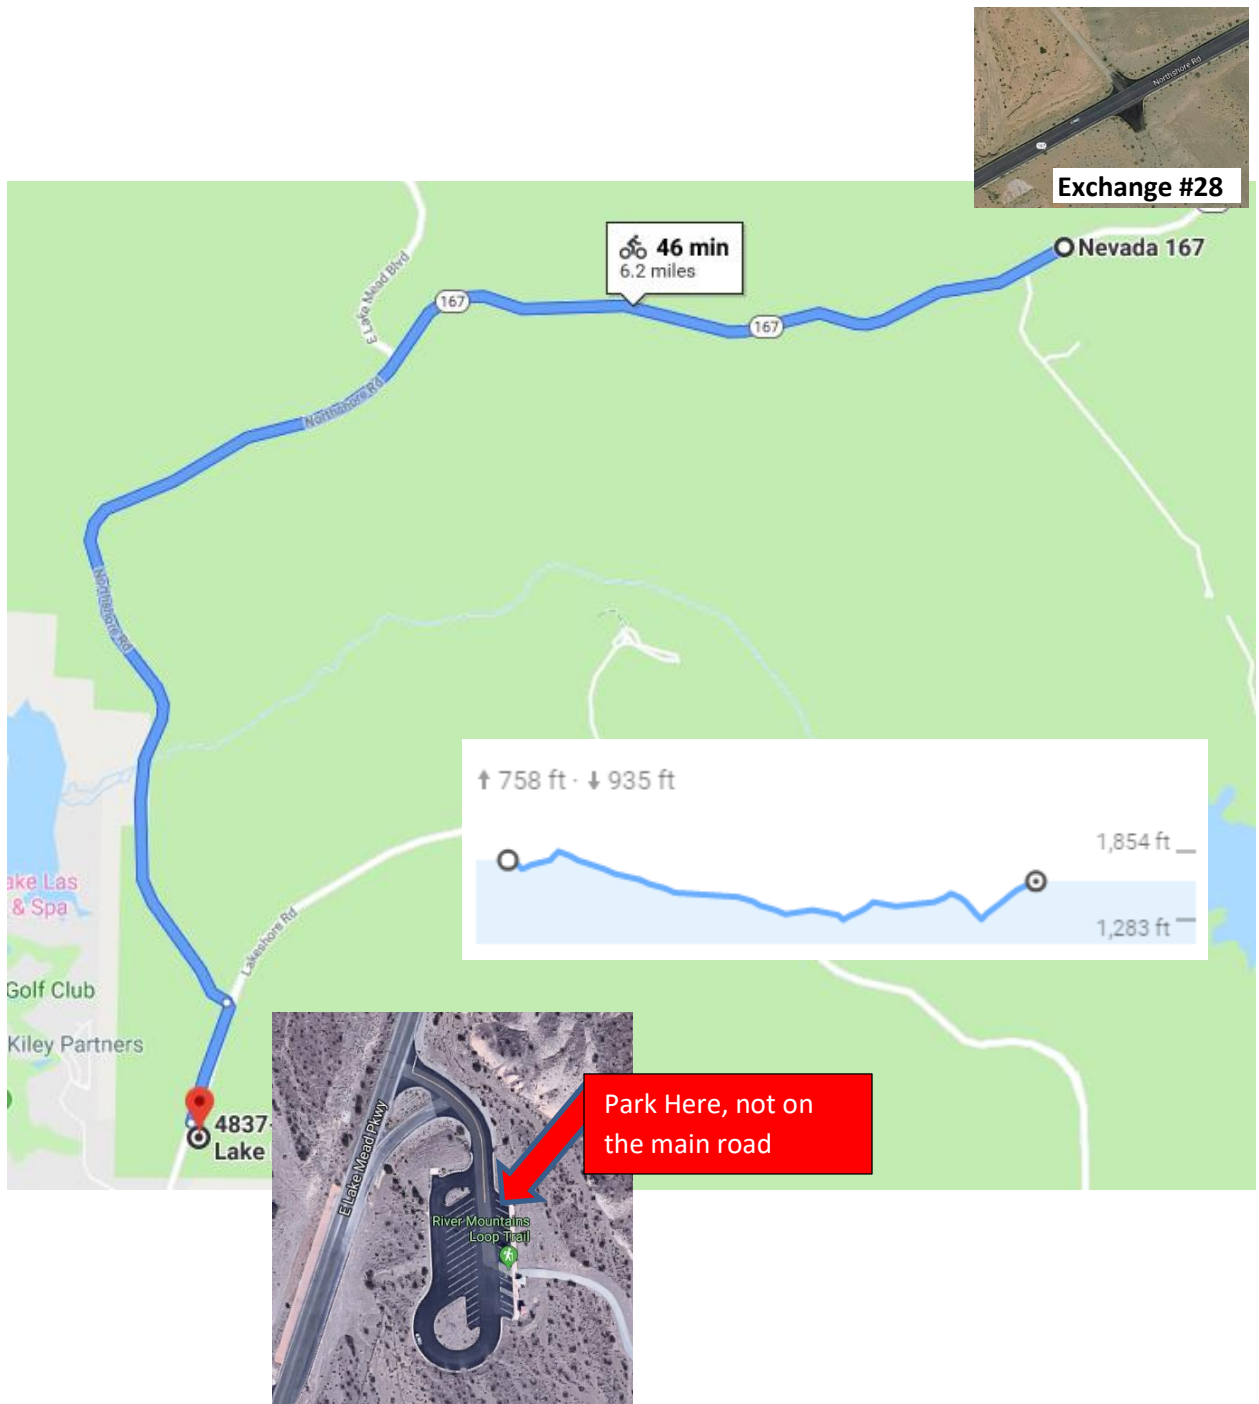 Northshore Rd
167
Exchange #28
Nevada 167
46 min
6.2 miles
E Lake Mead Blvd
167
167
Northshore Rd
Northshore Rd
↑ 758 ft · ↓ 935 ft
1,854 ft
1,283 ft
ake Las
& Spa
Lakeshore Rd
Golf Club
Kiley Partners
4837-
Lake
E Lake Mead Pkwy
Park Here, not on
the main road
River Mountains
Loop Trail